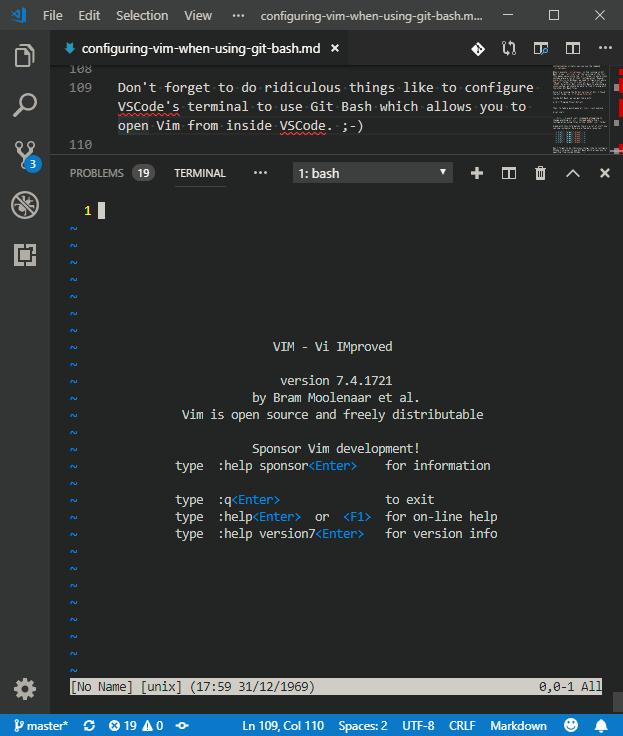 File Edit Selection View ··· configuring-vim-when-using-git-bash.m...
configuring-vim-when-using-git-bash.md
108
109 Don't forget to do ridiculous things like to configure
VSCode's terminal to use Git Bash which allows you to
open Vim from inside VSCode. ;-)
110
3
PROBLEMS 19 TERMINAL ··· 1: bash
1
~
~
~
~
~
~
~
VIM - Vi IMproved
~
version 7.4.1721
by Bram Moolenaar et al.
Vim is open source and freely distributable
~
Sponsor Vim development!
type :help sponsor<Enter> for information
~
type :q<Enter> to exit
type :help<Enter> or <F1> for on-line help
type :help version7<Enter> for version info
~
~
~
~
~
~
~
~
[No Name] [unix] (17:59 31/12/1969) 0,0-1 All
master* 19 0 Ln 109, Col 110 Spaces: 2 UTF-8 CRLF Markdown